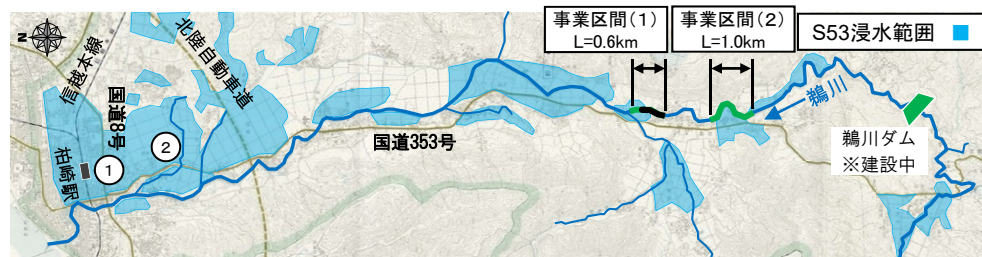 N
信越本線
国道8号
北陸自動車道
柏崎駅
①
②
国道353号
事業区間(1)
L=0.6km
事業区間(2)
L=1.0km
S53浸水範囲
鵜川
鵜川ダム
※建設中